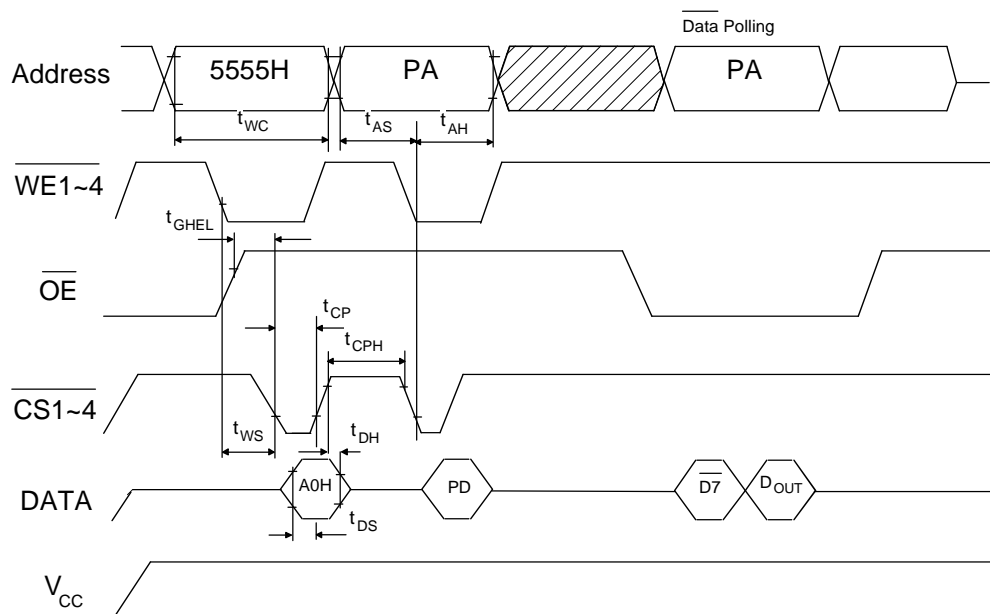 Data Polling
Address 5555H PA PA
tWC tAS tAH
WE1~4
tGHEL
OE
tCP
tCPH
CS1~4
tWS tDH
DATA A0H PD D7 DOUT
tDS
VCC